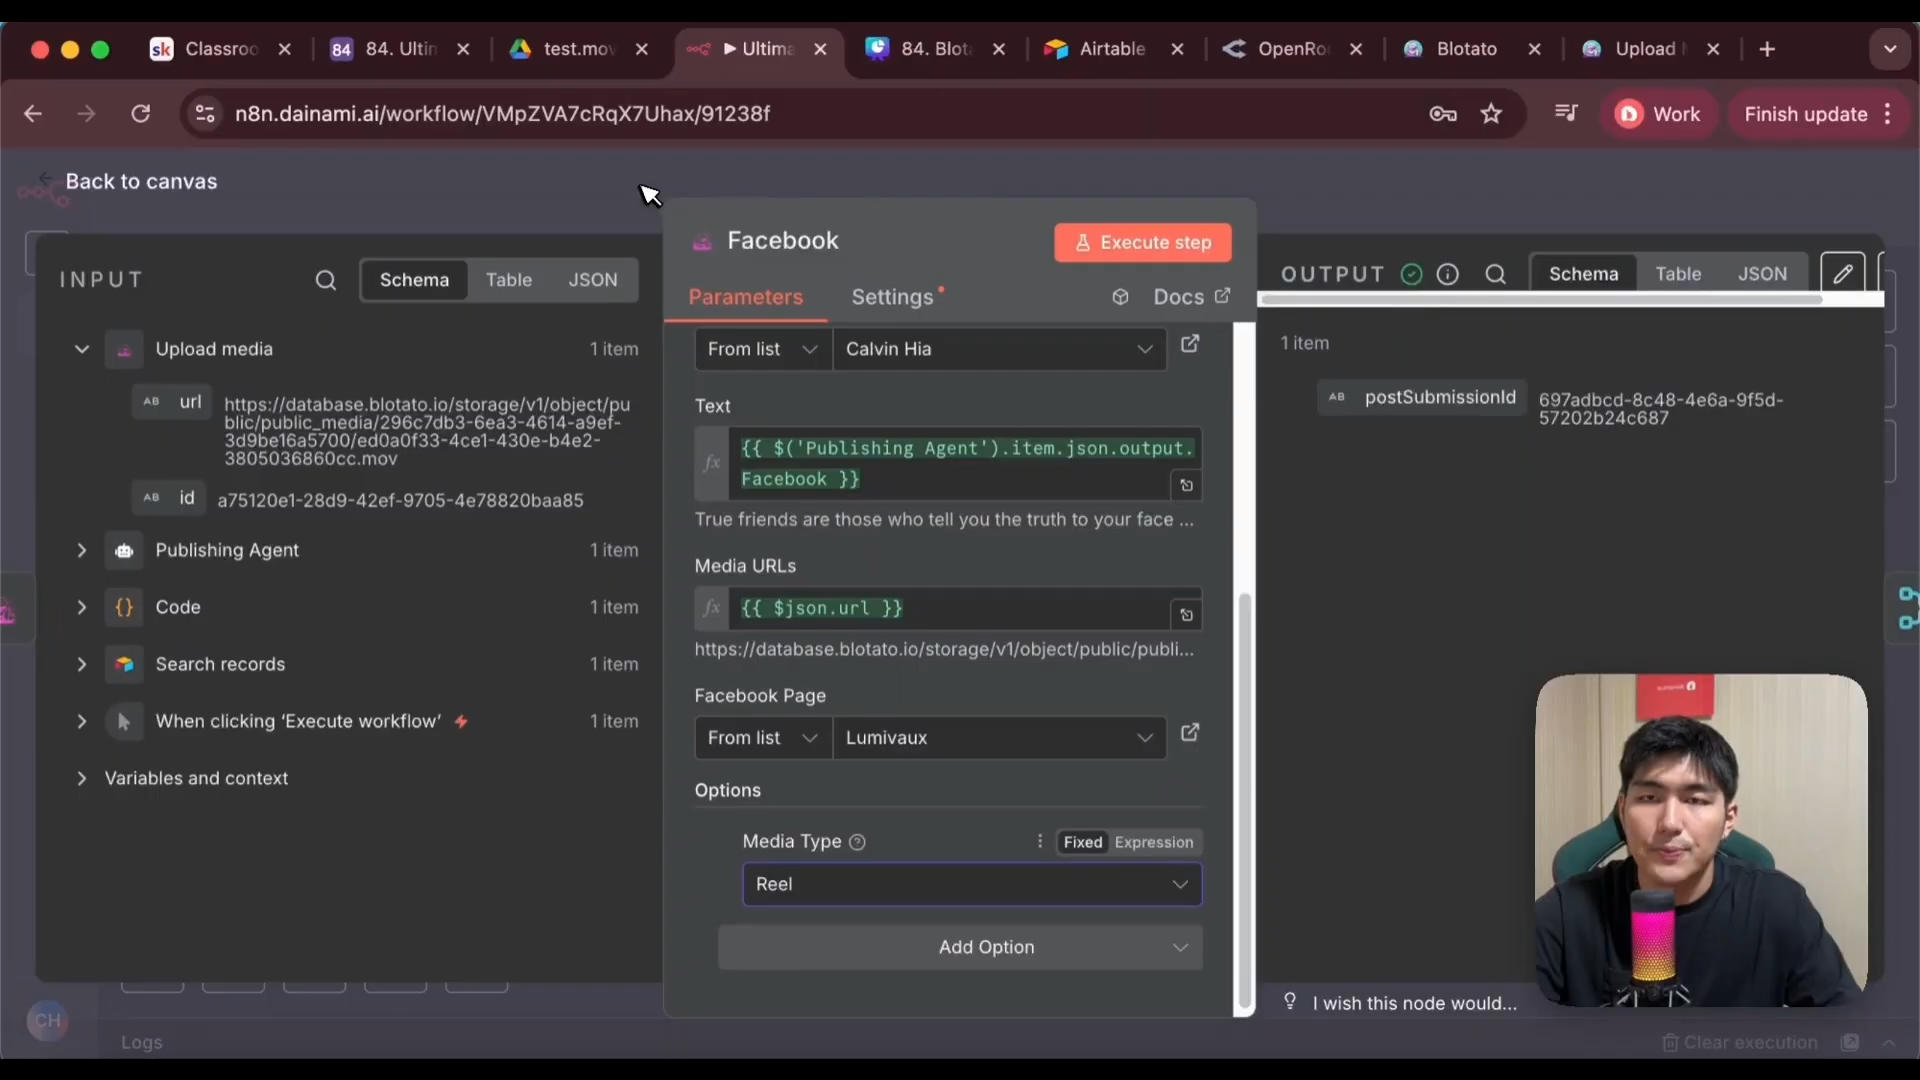 sk Classroo
84 84. Ultin
test.mov
Ultima
84. Blot
Airtable
OpenRo
Blotato
Upload
n8n.dainami.ai/workflow/VMpZVA7cRqX7Uhax/91238f
Work
Finish update
Back to canvas
INPUT
Schema
Table
JSON
Upload media
1 item
AB url
https://database.blotato.io/storage/v1/object/pu
blic/public_media/296c7db3-6ea3-4614-a9ef-
3d9be16a5700/ed0a0f33-4ce1-430e-b4e2-
3805036860cc.mov
AB id
a75120e1-28d9-42ef-9705-4e78820baa85
Publishing Agent
1 item
Code
1 item
Search records
1 item
When clicking ‘Execute workflow’
1 item
Variables and context
Facebook
Execute step
Parameters
Settings
Docs
From list
Calvin Hia
Text
fx
{{ $('Publishing Agent').item.json.output.
Facebook }}
True friends are those who tell you the truth to your face ...
Media URLs
fx
{{ $json.url }}
https://database.blotato.io/storage/v1/object/public/publi...
Facebook Page
From list
Lumivaux
Options
Media Type
Fixed
Expression
Reel
Add Option
OUTPUT
Schema
Table
JSON
1 item
AB postSubmissionId
697adbcd-8c48-4e6a-9f5d-
57202b24c687
I wish this node would...
CH
Logs
Clear execution